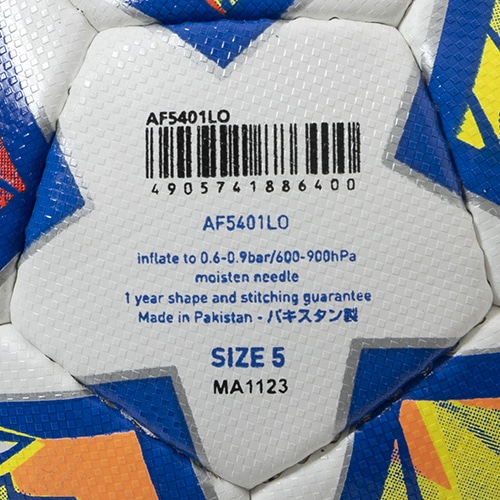 AF5401LO
4905741886400
AF5401LO
inflate to 0.6-0.9bar/600-900hPa
moisten needle
1 year shape and stitching guarantee
Made in Pakistan - パキスタン製
SIZE 5
MA1123